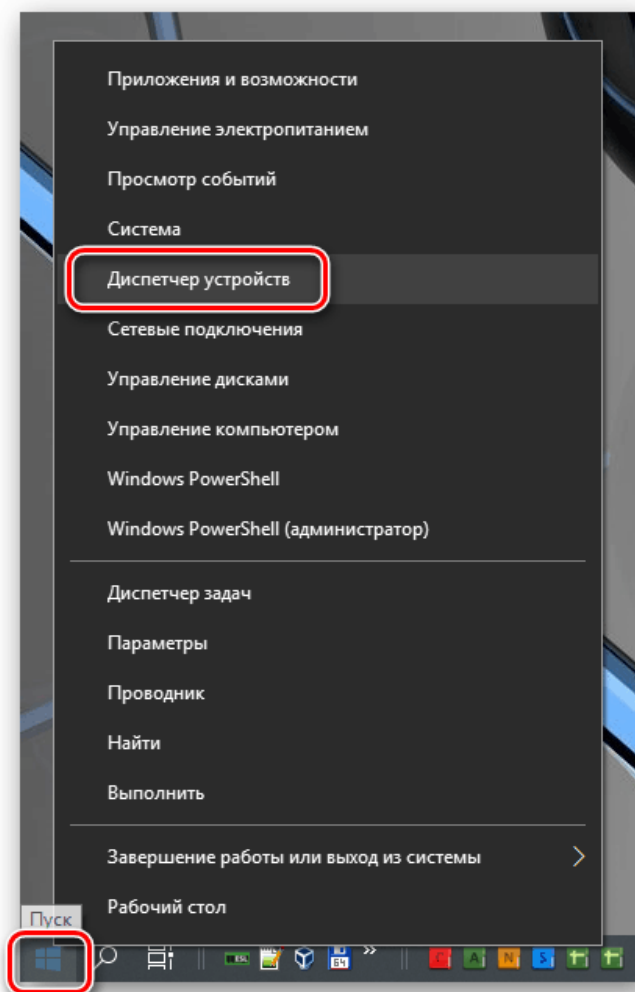 Приложения и возможности
Управление электропитанием
Просмотр событий
Система
Диспетчер устройств
Сетевые подключения
Управление дисками
Управление компьютером
Windows PowerShell
Windows PowerShell (администратор)
Диспетчер задач
Параметры
Проводник
Найти
Выполнить
Завершение работы или выход из системы
Рабочий стол
Пуск
64
C A N S